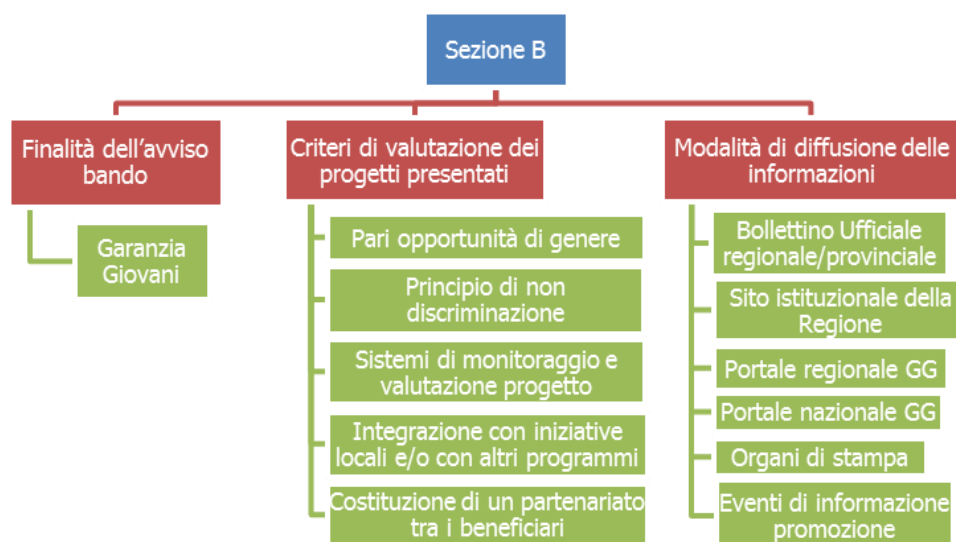 Sezione B
Finalità dell'avviso
bando
Garanzia
Giovani
Criteri di valutazione dei
progetti presentati
Pari opportunità di genere
Principio di non
discriminazione
Sistemi di monitoraggio e
valutazione progetto
Integrazione con iniziative
locali e/o con altri programmi
Costituzione di un partenariato
tra i beneficiari
Modalità di diffusione delle
informazioni
Bollettino Ufficiale
regionale/provinciale
Sito istituzionale della
Regione
Portale regionale GG
Portale nazionale GG
Organi di stampa
Eventi di informazione
promozione